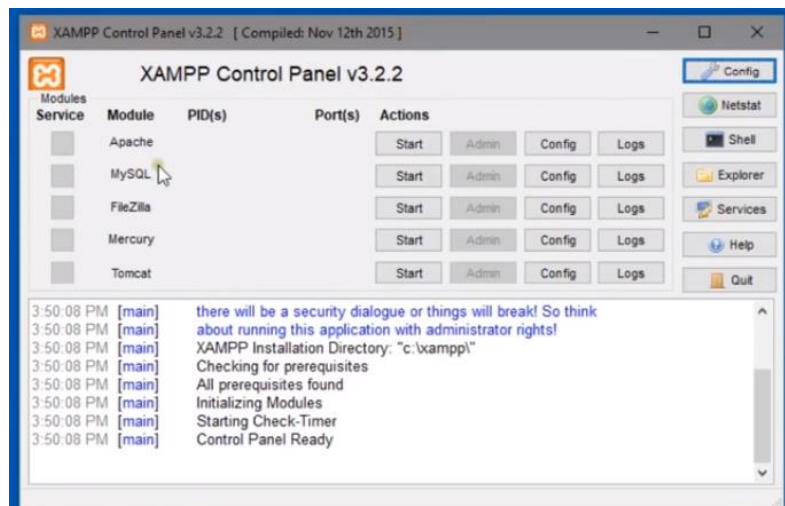 XAMPP Control Panel v3.2.2 [ Compiled: Nov 12th 2015 ]
XAMPP Control Panel v3.2.2
Config
Modules
Service Module PID(s) Port(s) Actions
Netstat
Apache Start Admin Config Logs
Shell
MySQL Start Admin Config Logs
Explorer
FileZilla Start Admin Config Logs
Services
Mercury Start Admin Config Logs
Help
Tomcat Start Admin Config Logs
Quit
3:50:08 PM [main] there will be a security dialogue or things will break! So think
3:50:08 PM [main] about running this application with administrator rights!
3:50:08 PM [main] XAMPP Installation Directory: "c:\xampp\"
3:50:08 PM [main] Checking for prerequisites
3:50:08 PM [main] All prerequisites found
3:50:08 PM [main] Initializing Modules
3:50:08 PM [main] Starting Check-Timer
3:50:08 PM [main] Control Panel Ready